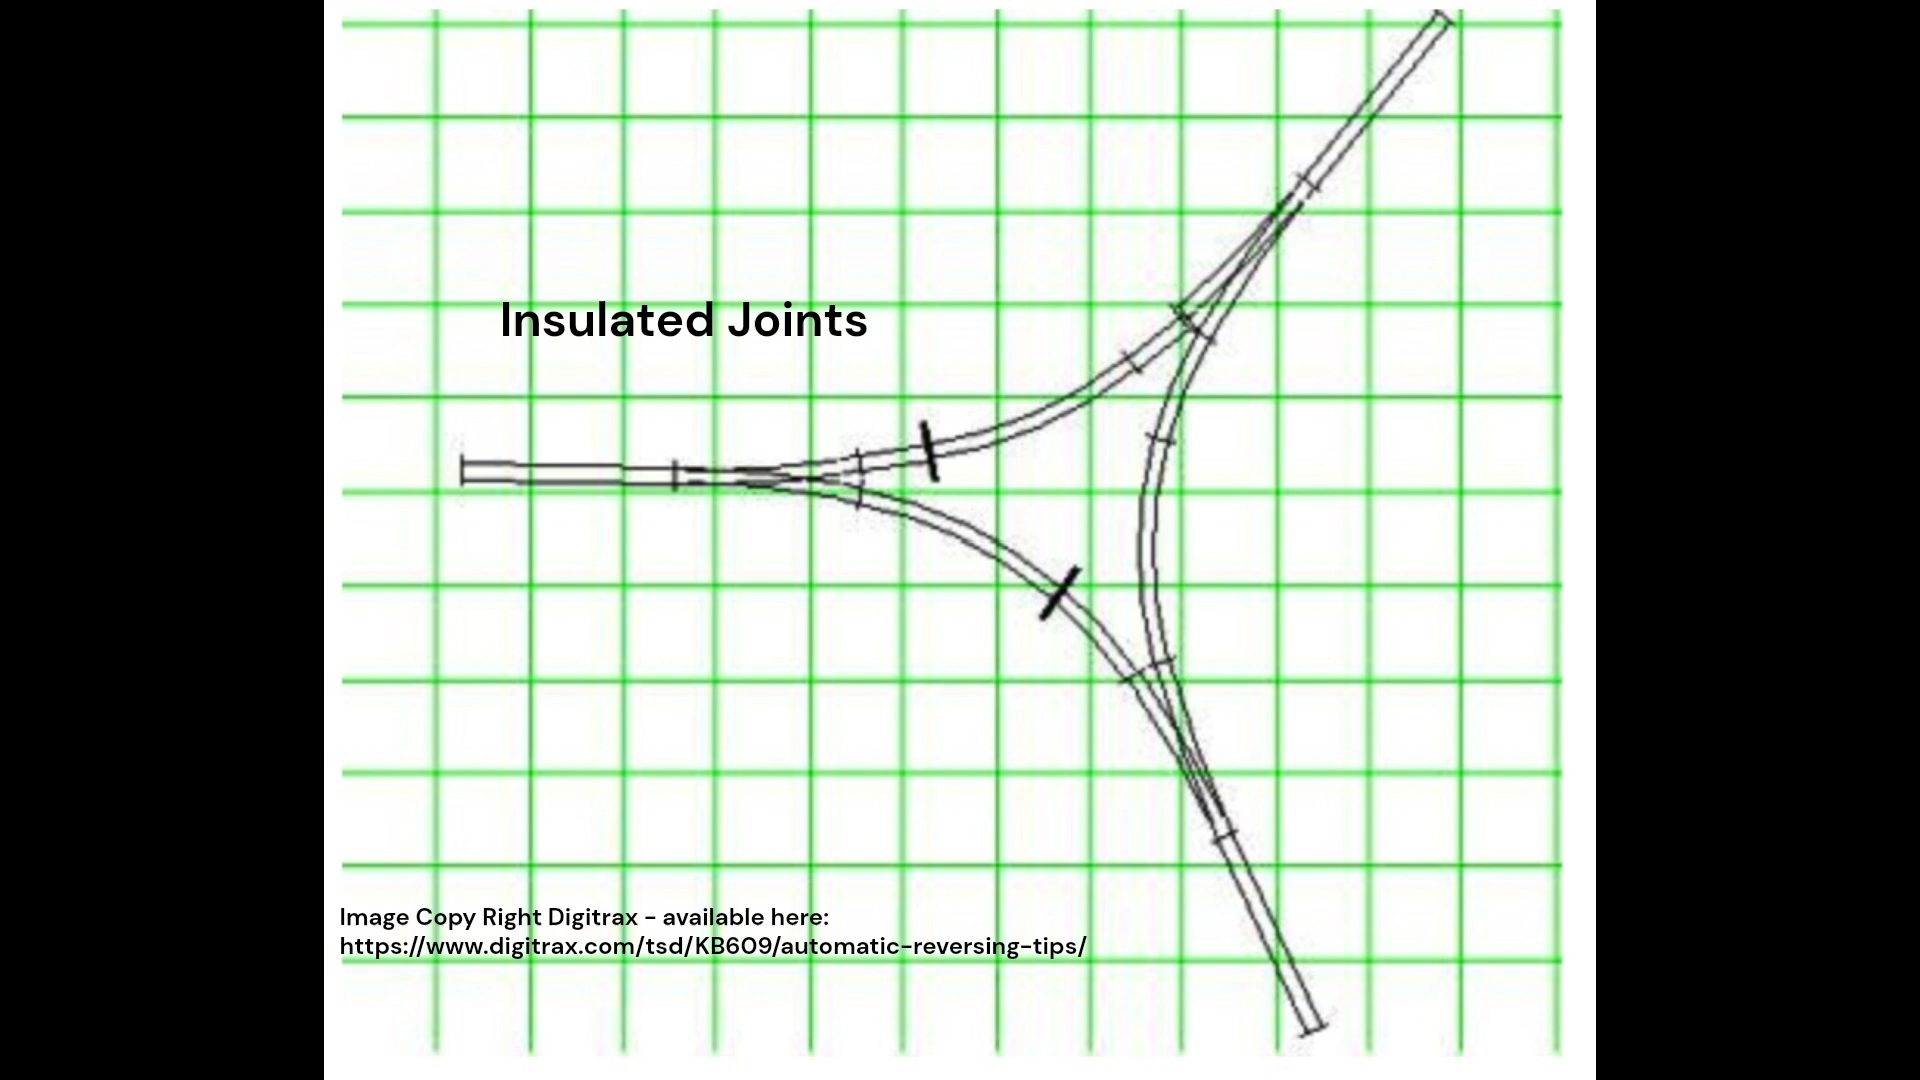 Insulated Joints
Image Copy Right Digitrax - available here:
https://www.digitrax.com/tsd/KB609/automatic-reversing-tips/